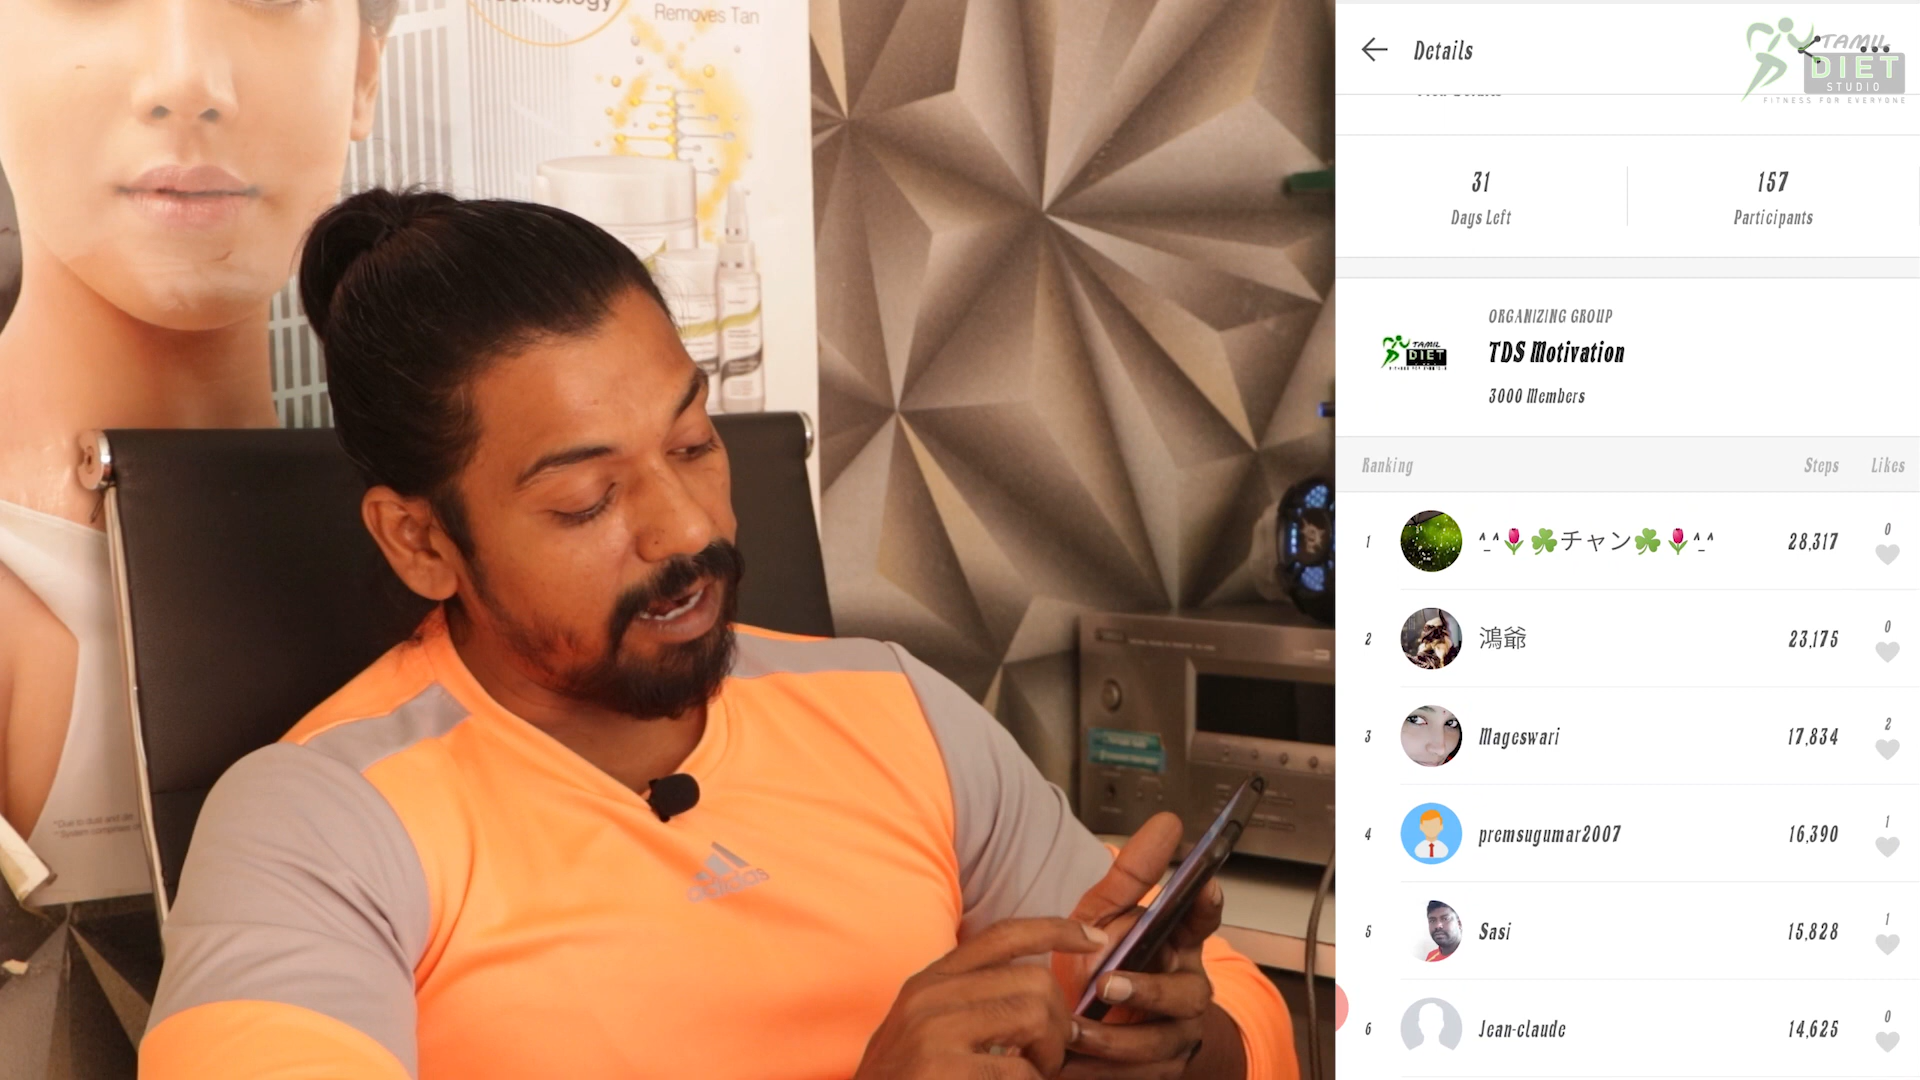 Removes Tan
adidas
Details
TAMIL
DIET
STUDIO
FITNESS FOR EVERYONE
31
Days Left
157
Participants
ORGANIZING GROUP
TDS Motivation
3000 Members
TAMIL
DIET
Ranking Steps Likes
1 ^_^🌷☘️チャン☘️🌷^_^ 28,317 0
2 鴻爺 23,175 0
3 Mageswari 17,834 2
4 premsugumar2007 16,390 1
5 Sasi 15,828 1
6 Jean-claude 14,625 0